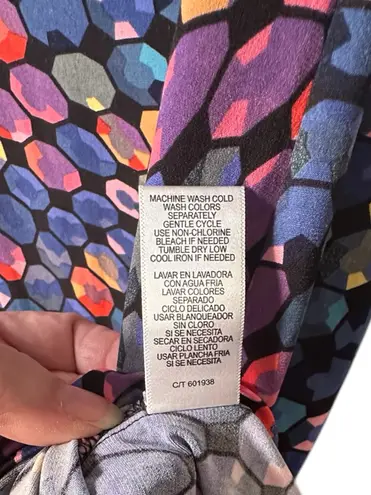 MACHINE WASH COLD
WASH COLORS
SEPARATELY
GENTLE CYCLE
USE NON-CHLORINE
BLEACH IF NEEDED
TUMBLE DRY LOW
COOL IRON IF NEEDED
LAVAR EN LAVADORA
CON AGUA FRIA
LAVAR COLORES
SEPARADO
CICLO DELICADO
USAR BLANQUEADOR
SIN CLORO
SI SE NECESITA
SECAR EN SECADORA
CICLO LENTO
USAR PLANCHA FRIA
SI SE NECESITA
C/T 601938